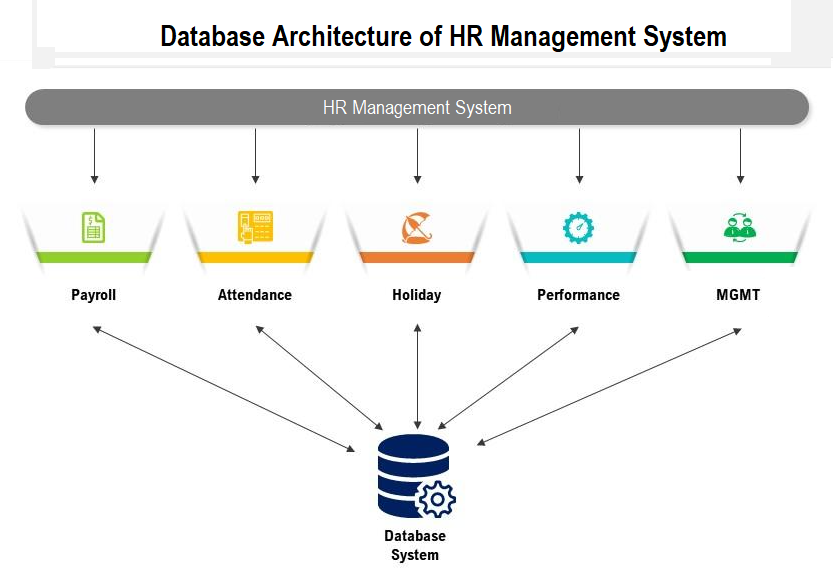 Database Architecture of HR Management System
HR Management System
Payroll
Attendance
Holiday
Performance
MGMT
Database
System